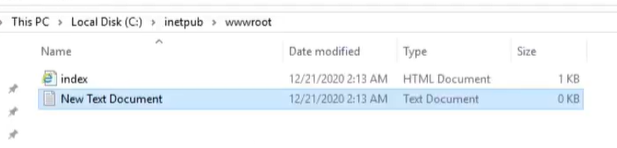 This PC > Local Disk (C:) > inetpub > wwwroot
Name Date modified Type Size
index 12/21/2020 2:13 AM HTML Document 1 KB
New Text Document 12/21/2020 2:13 AM Text Document 0 KB